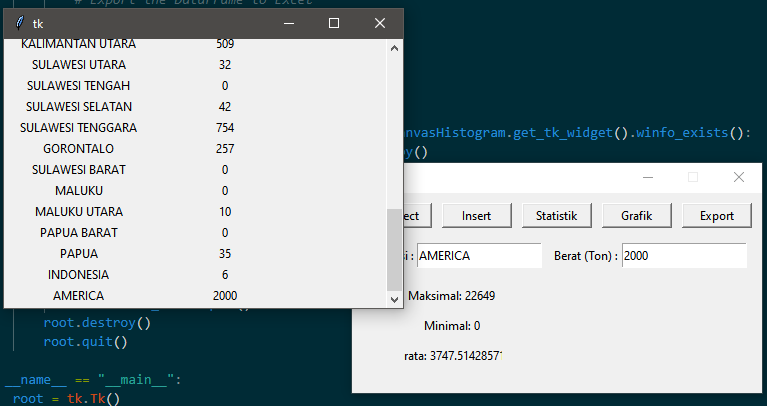 # Export the DataFrame to Excel
tk
KALIMANTAN UTARA 509
SULAWESI UTARA 32
SULAWESI TENGAH 0
SULAWESI SELATAN 42
SULAWESI TENGGARA 754
GORONTALO 257
SULAWESI BARAT 0
MALUKU 0
MALUKU UTARA 10
PAPUA BARAT 0
PAPUA 35
INDONESIA 6
AMERICA 2000
nvasHistogram.get_tk_widget().winfo_exists():
y()
ect Insert Statistik Grafik Export
si : AMERICA Berat (Ton) : 2000
Maksimal: 22649
Minimal: 0
rata: 3747.5142857
root.destroy()
root.quit()
__name__ == "__main__":
root = tk.Tk()